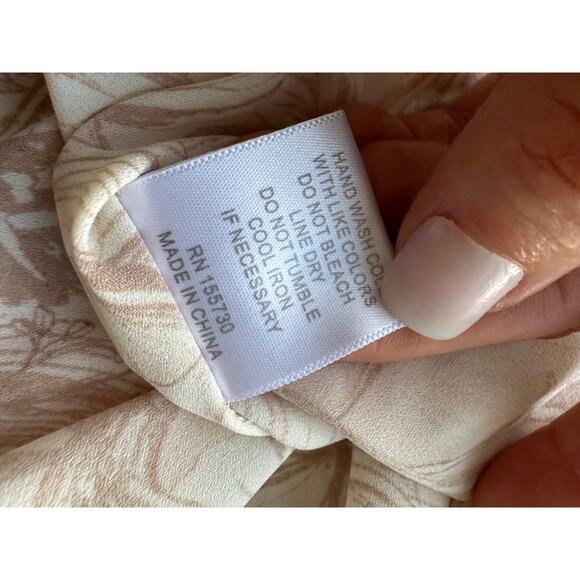 HAND WASH COL
WITH LIKE COLORS
DO NOT BLEACH
LINE DRY
DO NOT TUMBLE
COOL IRON
IF NECESSARY
RN 155730
MADE IN CHINA